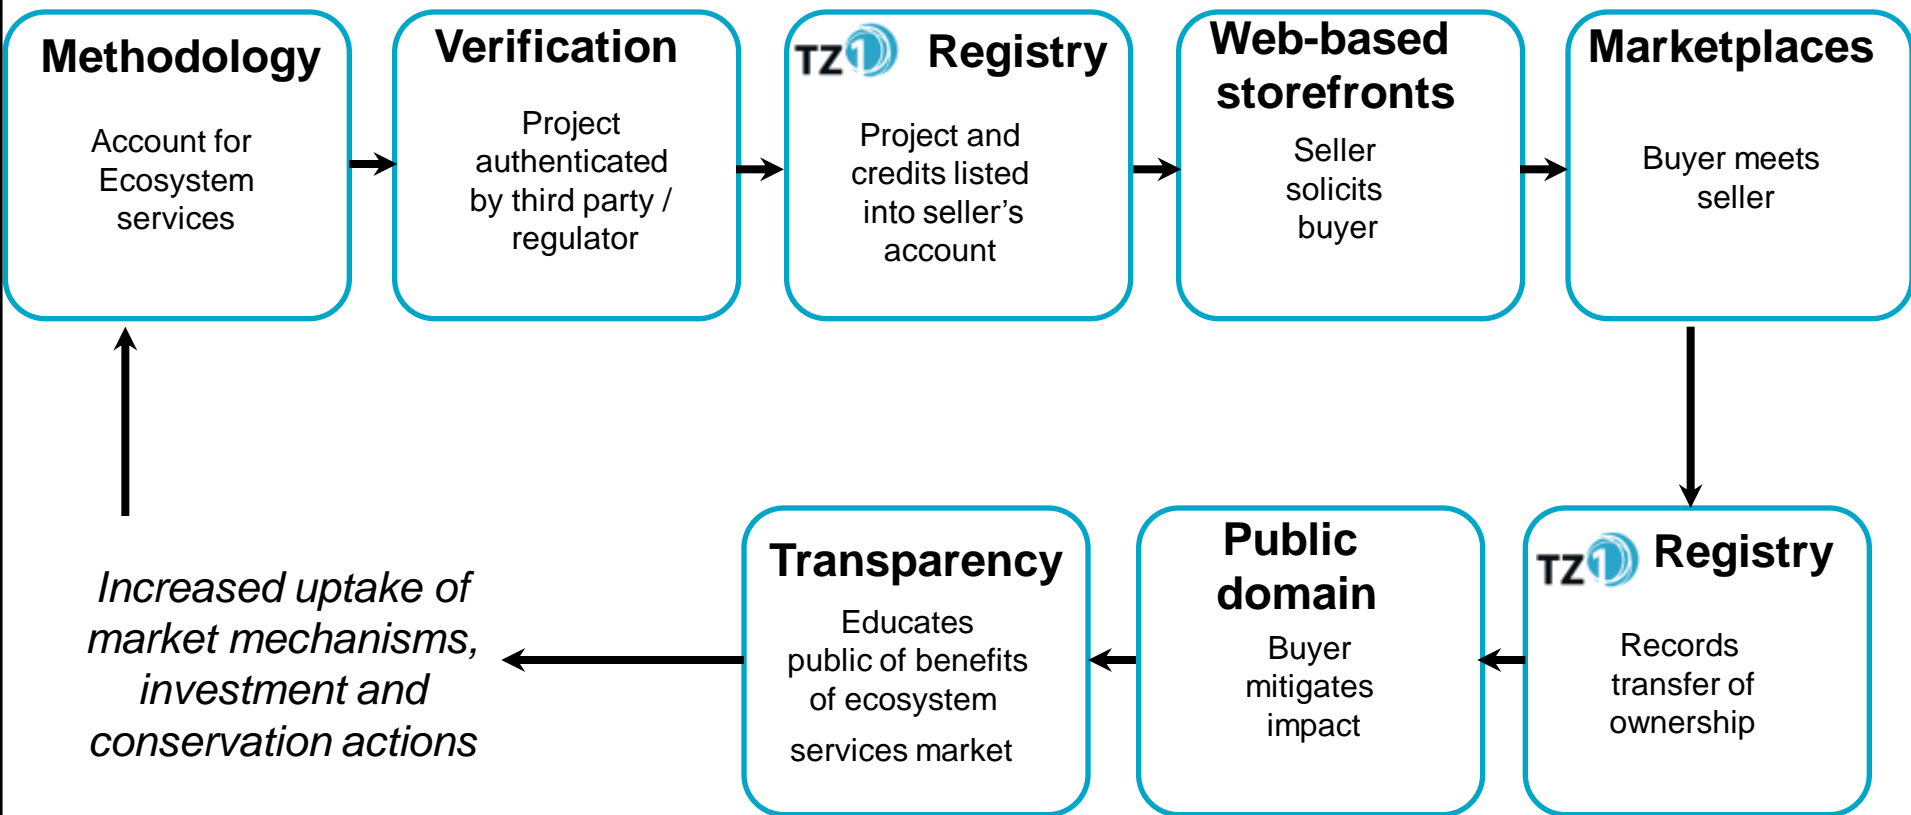 Methodology
Account for
Ecosystem
services
Verification
Project
authenticated
by third party /
regulator
TZ1 Registry
Project and
credits listed
into seller’s
account
Web-based
storefronts
Seller
solicits
buyer
Marketplaces
Buyer meets
seller
TZ1 Registry
Records
transfer of
ownership
Public
domain
Buyer
mitigates
impact
Transparency
Educates
public of benefits
of ecosystem
services market
Increased uptake of
market mechanisms,
investment and
conservation actions